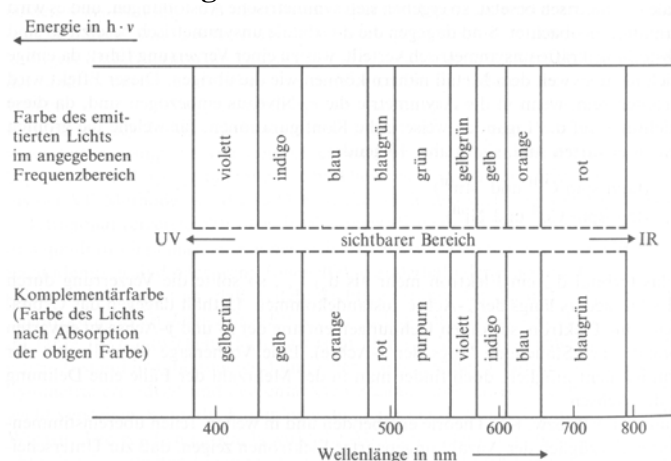 Energie in h · ν
Farbe des emit-
tierten Lichts
im angegebenen
Frequenzbereich
violett
indigo
blau
blaugrün
grün
gelbgrün
gelb
orange
rot
UV
sichtbarer Bereich
IR
Komplementärfarbe
(Farbe des Lichts
nach Absorption
der obigen Farbe)
gelbgrün
gelb
orange
rot
purpurn
violett
indigo
blau
blaugrün
400
500
600
700
800
Wellenlänge in nm